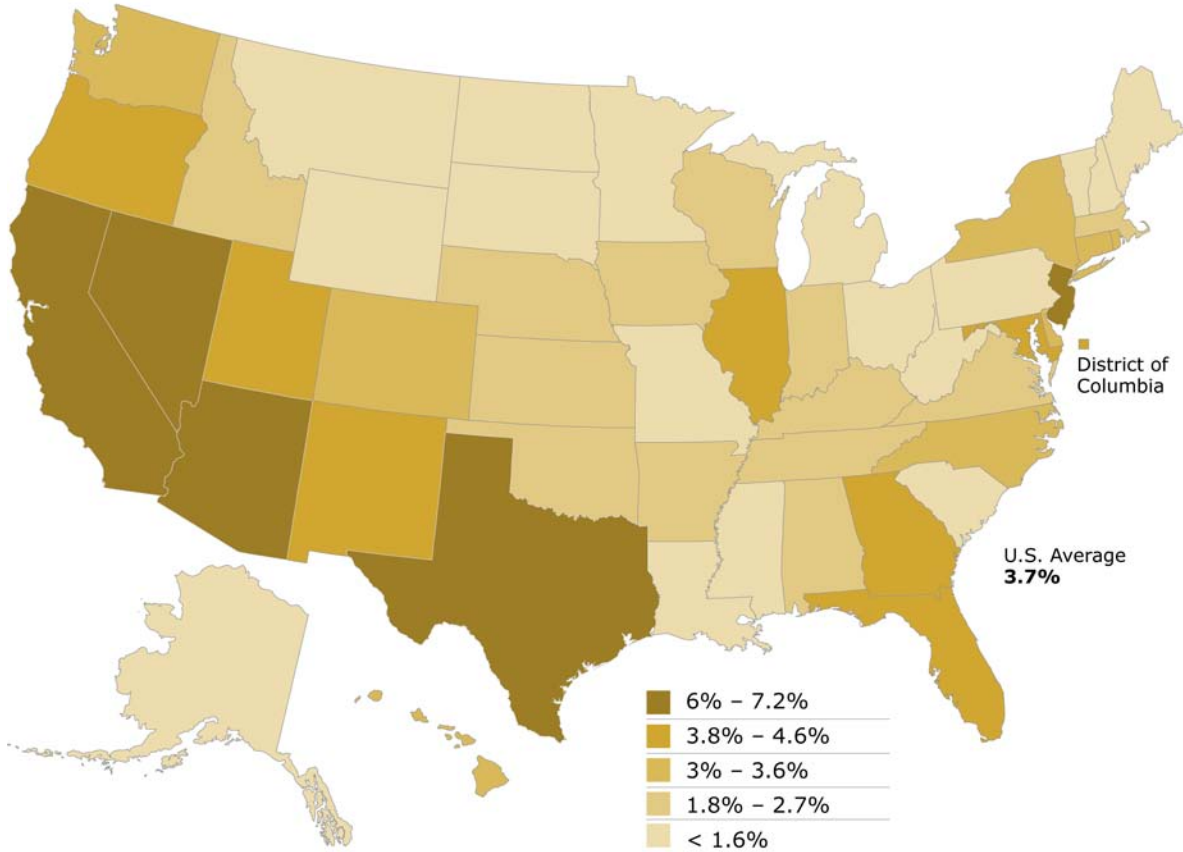 District of
Columbia
U.S. Average
3.7%
6% – 7.2%
3.8% – 4.6%
3% – 3.6%
1.8% – 2.7%
< 1.6%